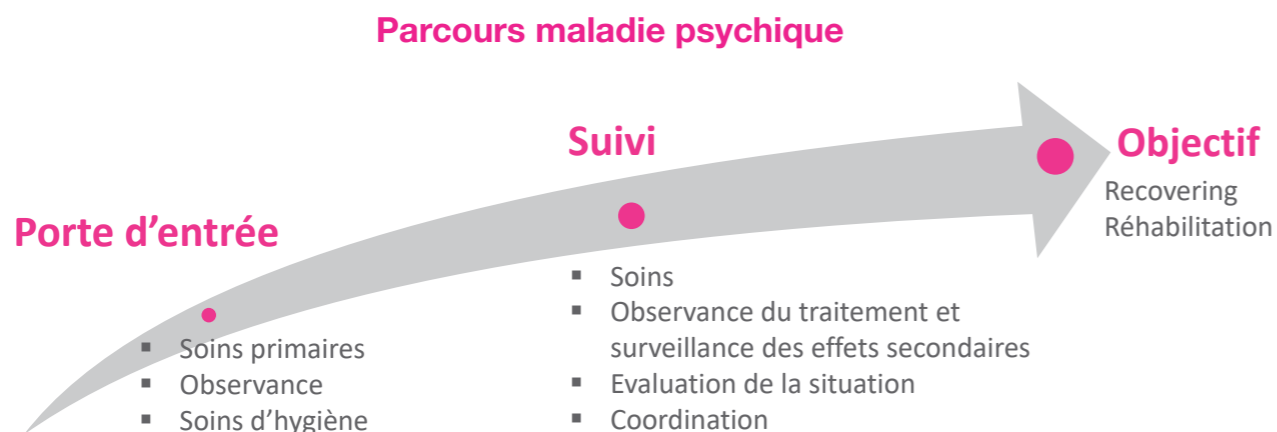 Parcours maladie psychique
Porte d’entrée
▪ Soins primaires
▪ Observance
▪ Soins d’hygiène
Suivi
▪ Soins
▪ Observance du traitement et
surveillance des effets secondaires
▪ Evaluation de la situation
▪ Coordination
Objectif
Recovering
Réhabilitation